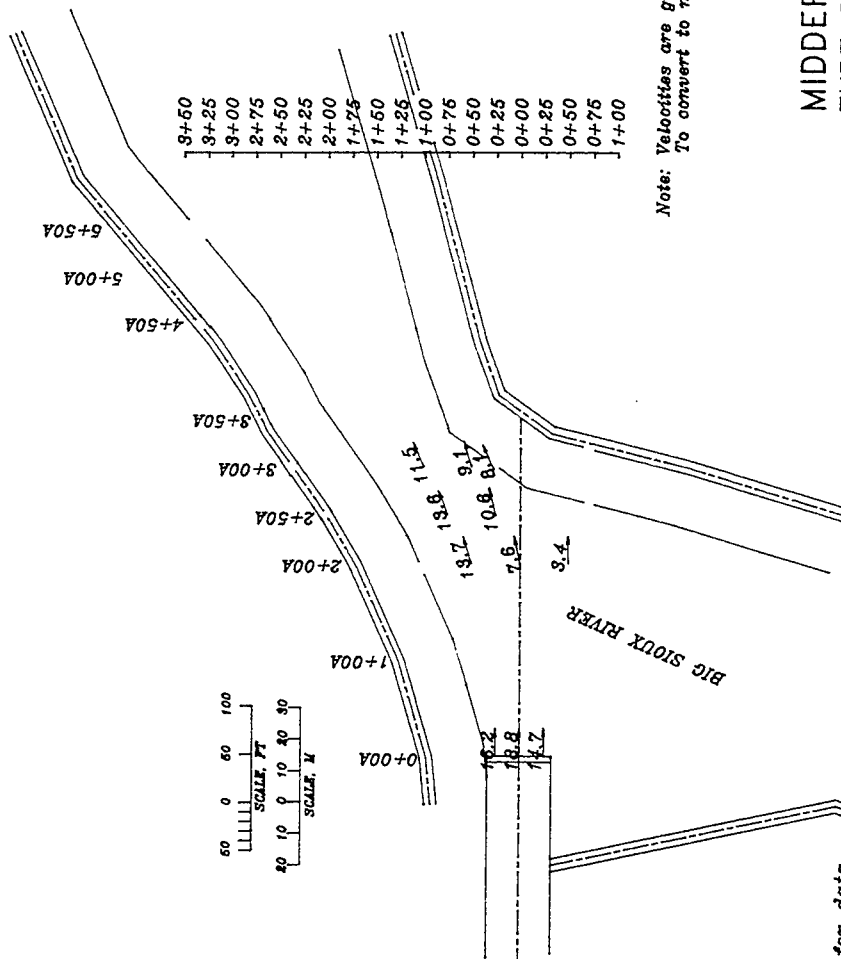 3+50
3+25
3+00
2+75
2+50
2+25
2+00
1+75
1+50
1+25
1+00
0+75
0+50
0+25
0+00
0+25
0+50
0+75
1+00
5+50A
5+00A
4+50A
3+50A
3+00A
2+50A
2+00A
1+00A
0+00A
50 0 50 100
SCALE, FT
20 10 0 10 20 30
SCALE, M
11.5
13.6
13.7
9.1
8.1
10.6
7.6
3.4
13.8
14.7
BIG SIOUX RIVER
Note: Velocities are
To convert to
MIDDER
data